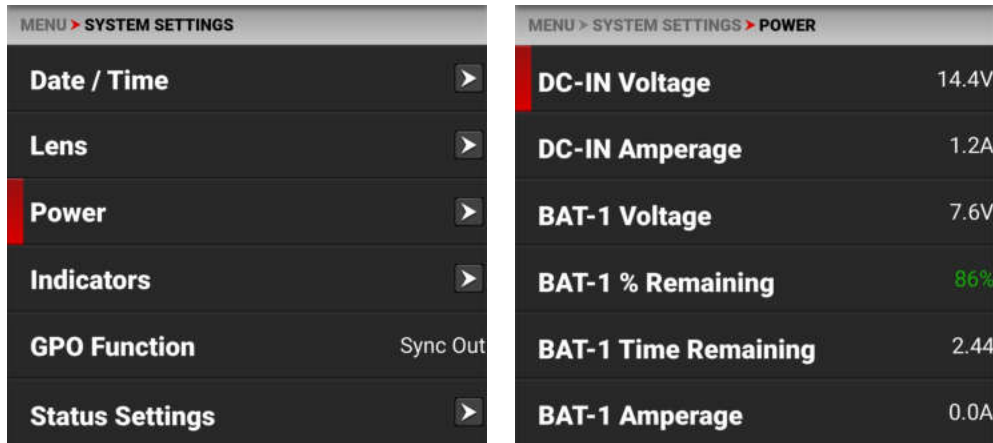 MENU > SYSTEM SETTINGS
Date / Time
Lens
Power
Indicators
GPO Function Sync Out
Status Settings
MENU > SYSTEM SETTINGS > POWER
DC-IN Voltage 14.4V
DC-IN Amperage 1.2A
BAT-1 Voltage 7.6V
BAT-1 % Remaining 86%
BAT-1 Time Remaining 2.44
BAT-1 Amperage 0.0A